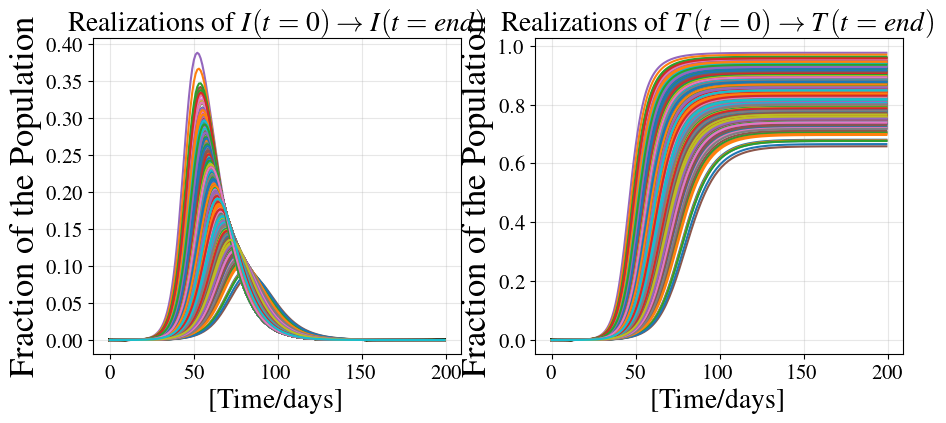 Realizations of I(t = 0) → I(t = end)
Fraction of the Population
0.40
0.35
0.30
0.25
0.20
0.15
0.10
0.05
0.00
0 50 100 150 200
[Time/days]
Realizations of T(t = 0) → T(t = end)
Fraction of the Population
1.0
0.8
0.6
0.4
0.2
0.0
0 50 100 150 200
[Time/days]